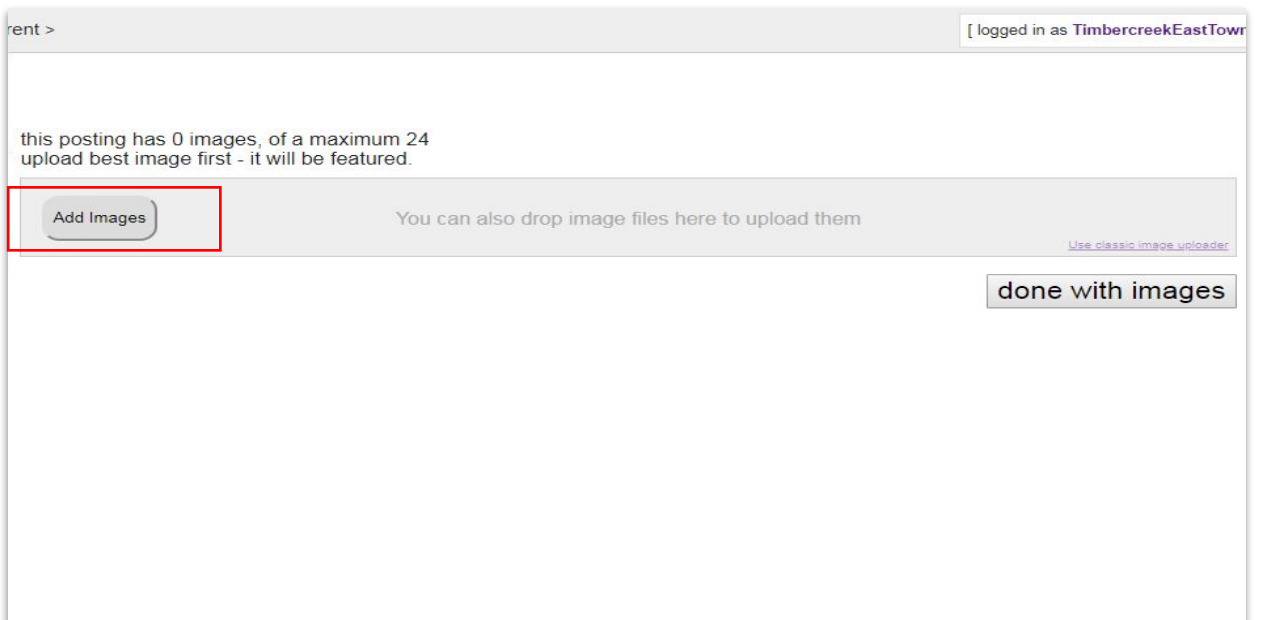 rent >
[ logged in as TimbercreekEastTown
this posting has 0 images, of a maximum 24
upload best image first - it will be featured.
Add Images
You can also drop image files here to upload them
Use classic image uploader
done with images